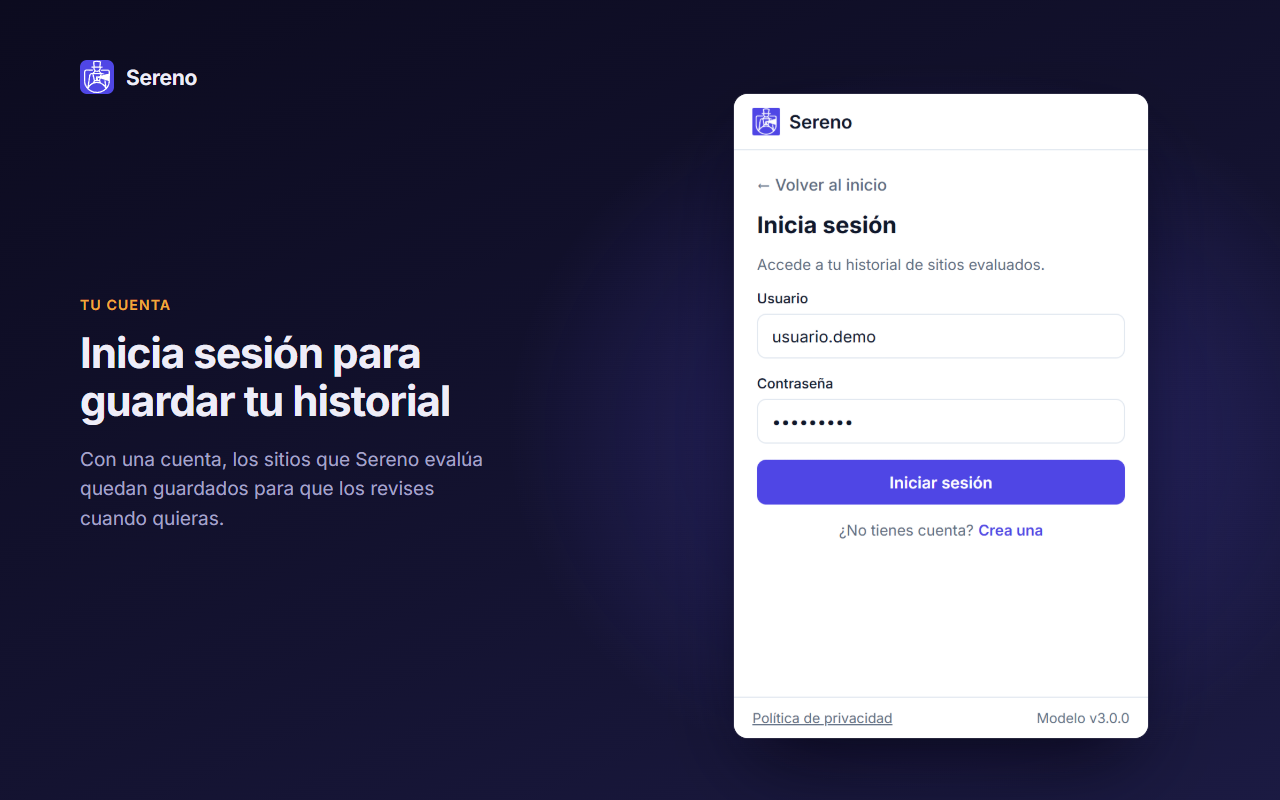 Sereno
TU CUENTA
Inicia sesión para
guardar tu historial
Con una cuenta, los sitios que Sereno evalúa
quedan guardados para que los revises
cuando quieras.
Sereno
← Volver al inicio
Inicia sesión
Accede a tu historial de sitios evaluados.
Usuario
usuario.demo
Contraseña
•••••••••
Iniciar sesión
¿No tienes cuenta? Crea una
Política de privacidad
Modelo v3.0.0